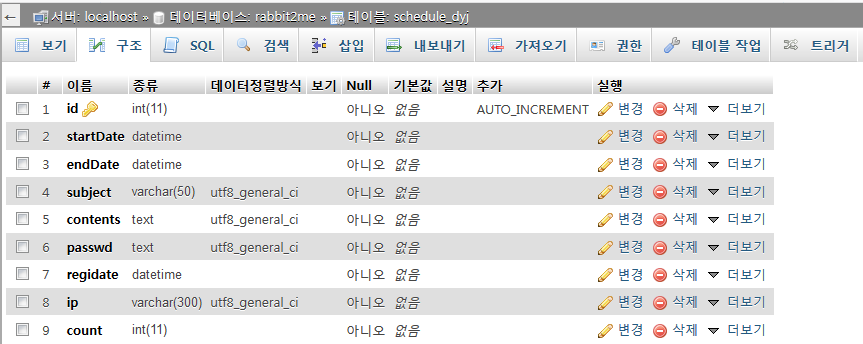 ← 서버: localhost » 데이터베이스: rabbit2me » 테이블: schedule_dyj
보기 구조 SQL 검색 삽입 내보내기 가져오기 권한 테이블 작업 트리거
# 이름 종류 데이터정렬방식 보기 Null 기본값 설명 추가 실행
1 id int(11) 아니오 없음 AUTO_INCREMENT 변경 삭제 더보기
2 startDate datetime 아니오 없음 변경 삭제 더보기
3 endDate datetime 아니오 없음 변경 삭제 더보기
4 subject varchar(50) utf8_general_ci 아니오 없음 변경 삭제 더보기
5 contents text utf8_general_ci 아니오 없음 변경 삭제 더보기
6 passwd text utf8_general_ci 아니오 없음 변경 삭제 더보기
7 regidate datetime 아니오 없음 변경 삭제 더보기
8 ip varchar(300) utf8_general_ci 아니오 없음 변경 삭제 더보기
9 count int(11) 아니오 없음 변경 삭제 더보기